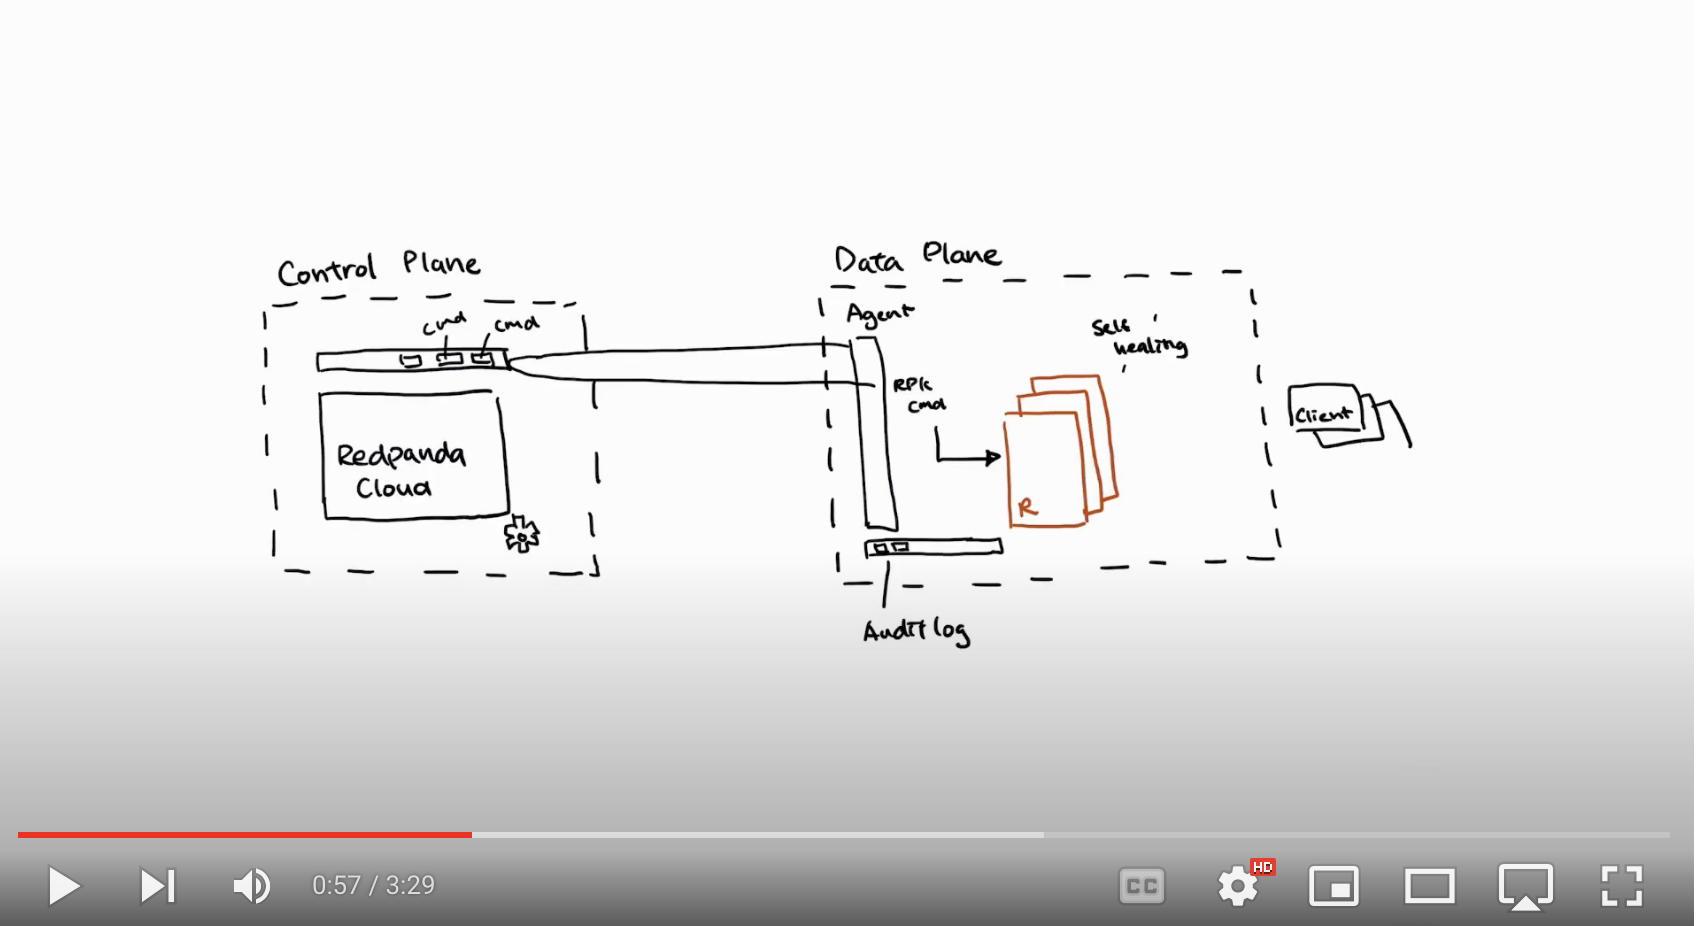 Control Plane
cmd
cmd
Redpanda
Cloud
Data Plane
Agent
RPK
cmd
R
Self
healing
Audit log
Client
0:57 / 3:29
CC
HD